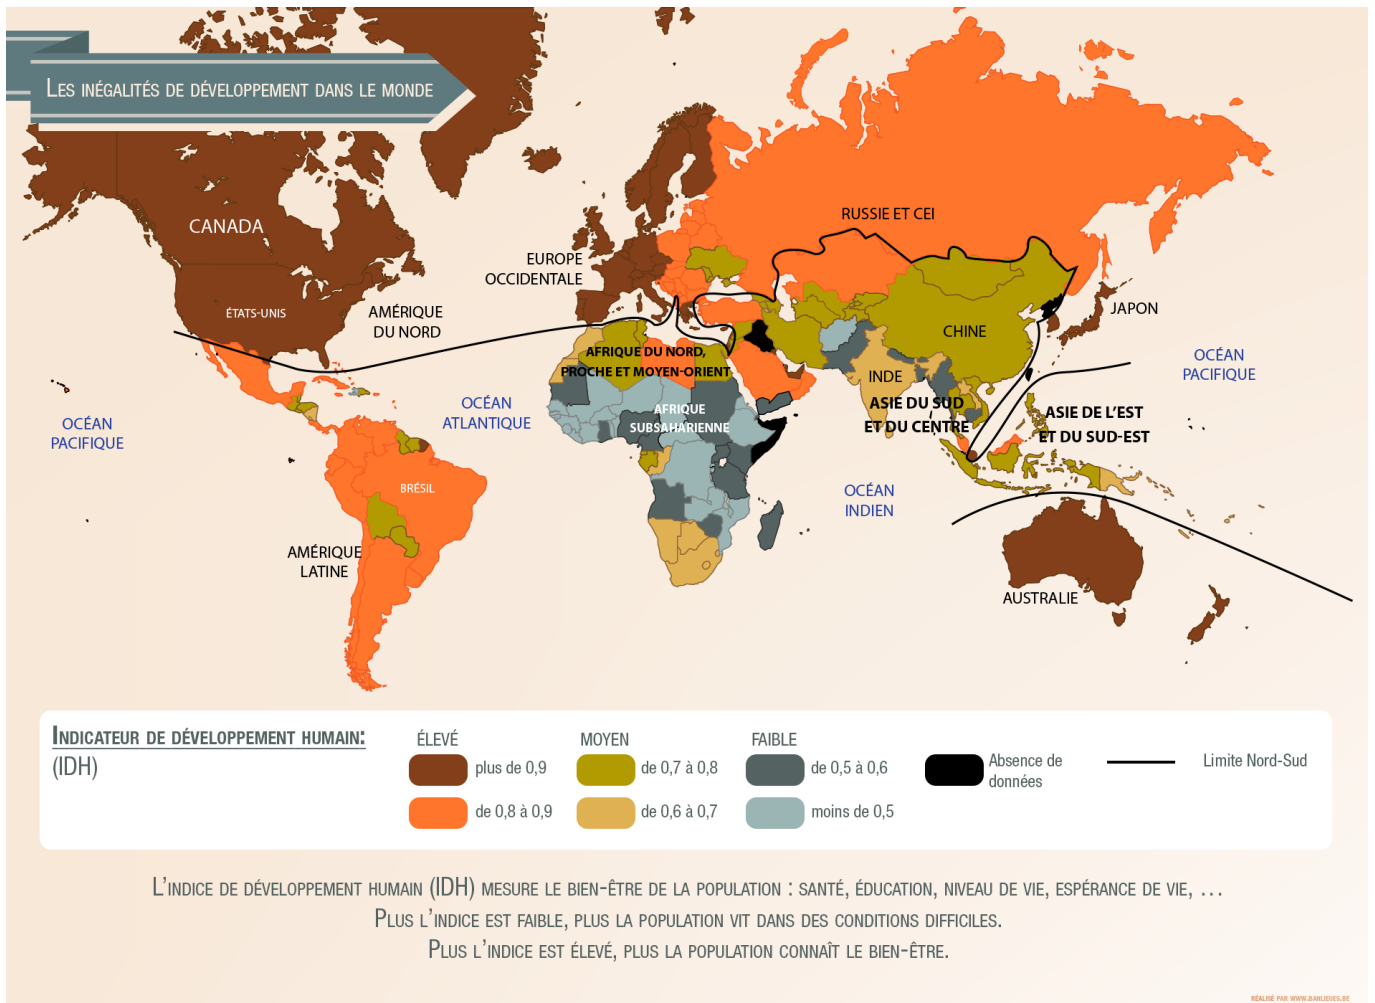 Les inégalités de développement dans le monde
CANADA
ÉTATS-UNIS
AMÉRIQUE
DU NORD
EUROPE
OCCIDENTALE
RUSSIE ET CEI
CHINE
JAPON
OCÉAN
PACIFIQUE
AFRIQUE DU NORD,
PROCHE ET MOYEN-ORIENT
INDE
ASIE DU SUD
ET DU CENTRE
ASIE DE L'EST
ET DU SUD-EST
OCÉAN
ATLANTIQUE
AFRIQUE
SUBSAHARIENNE
OCÉAN
PACIFIQUE
BRÉSIL
OCÉAN
INDIEN
AMÉRIQUE
LATINE
AUSTRALIE
Indicateur de développement humain:
(IDH)
ÉLEVÉ
plus de 0,9
de 0,8 à 0,9
MOYEN
de 0,7 à 0,8
de 0,6 à 0,7
FAIBLE
de 0,5 à 0,6
moins de 0,5
Absence de
données
Limite Nord-Sud
L'indice de développement humain (IDH) mesure le bien-être de la population : santé, éducation, niveau de vie, espérance de vie, …
Plus l'indice est faible, plus la population vit dans des conditions difficiles.
Plus l'indice est élevé, plus la population connaît le bien-être.
réalisé par www.banlieues.be